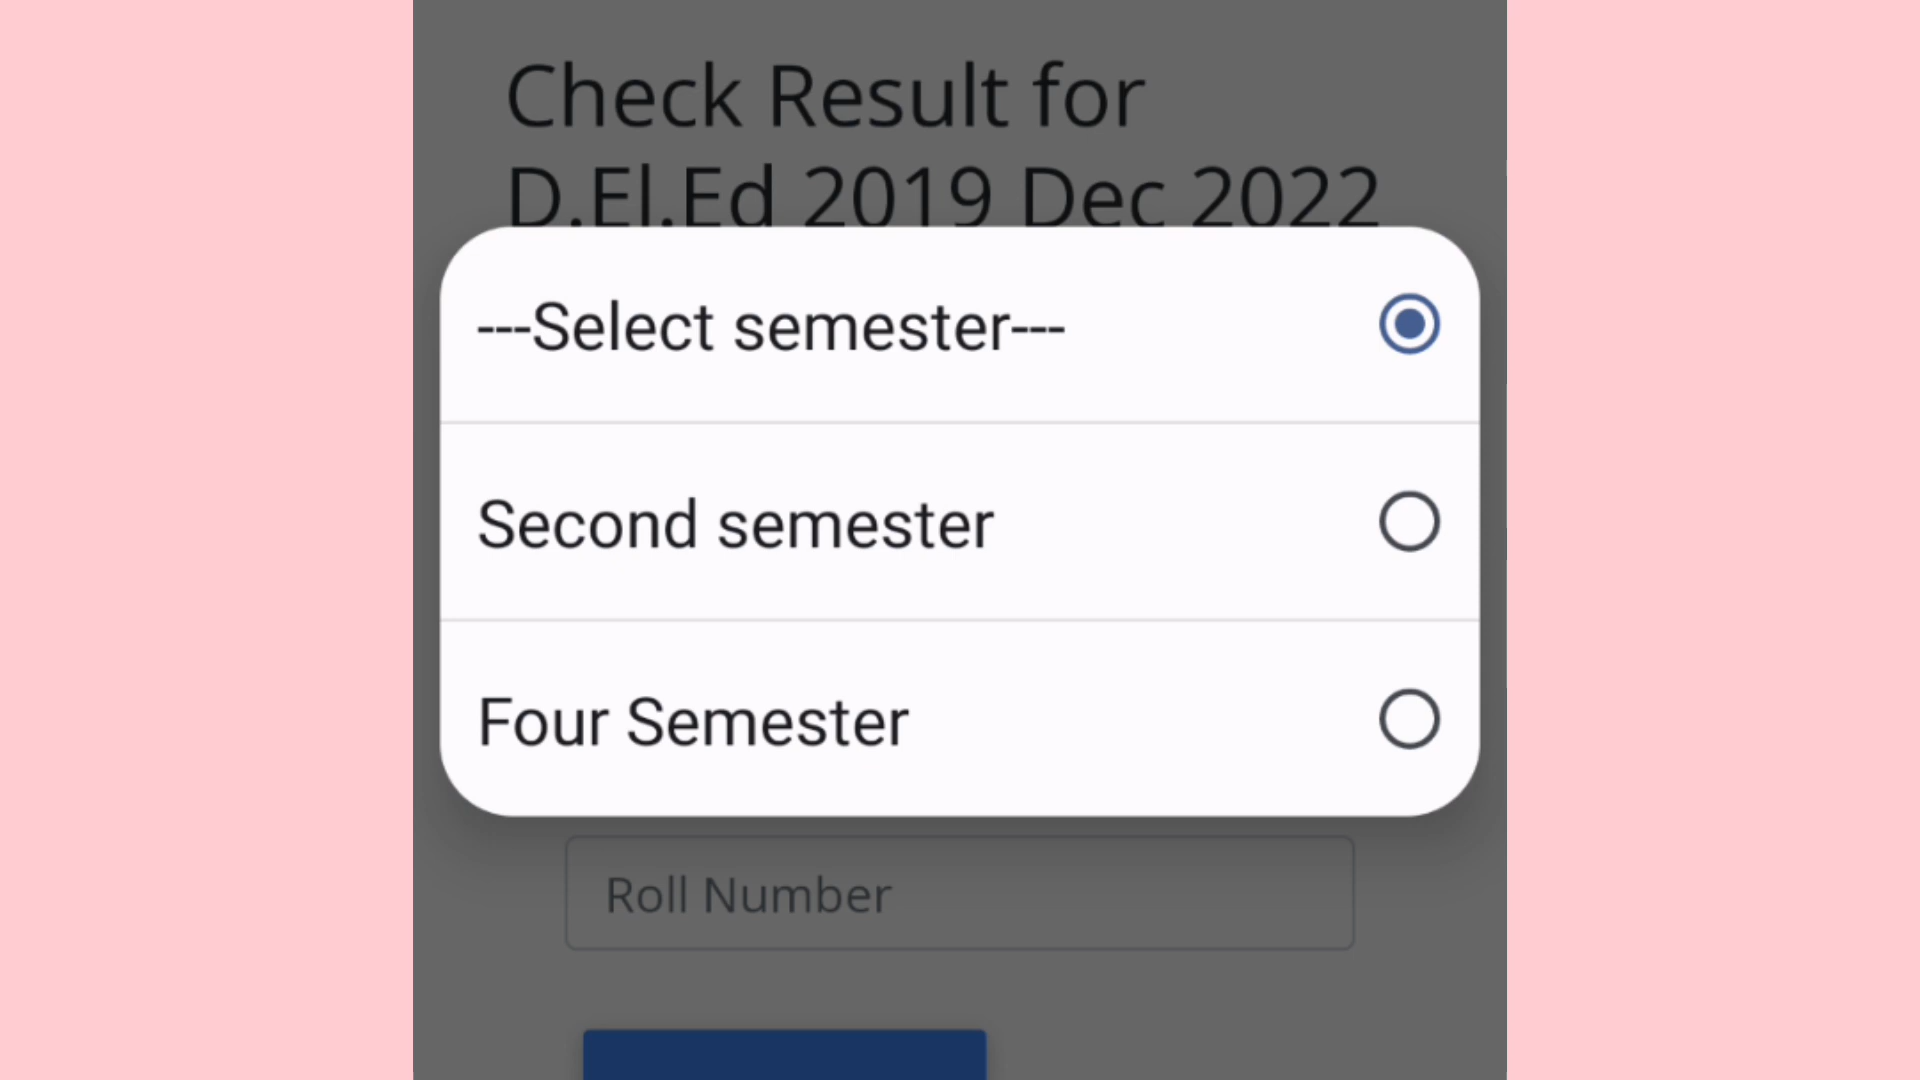 Check Result for
D.El.Ed 2019 Dec 2022
---Select semester---
Second semester
Four Semester
Roll Number